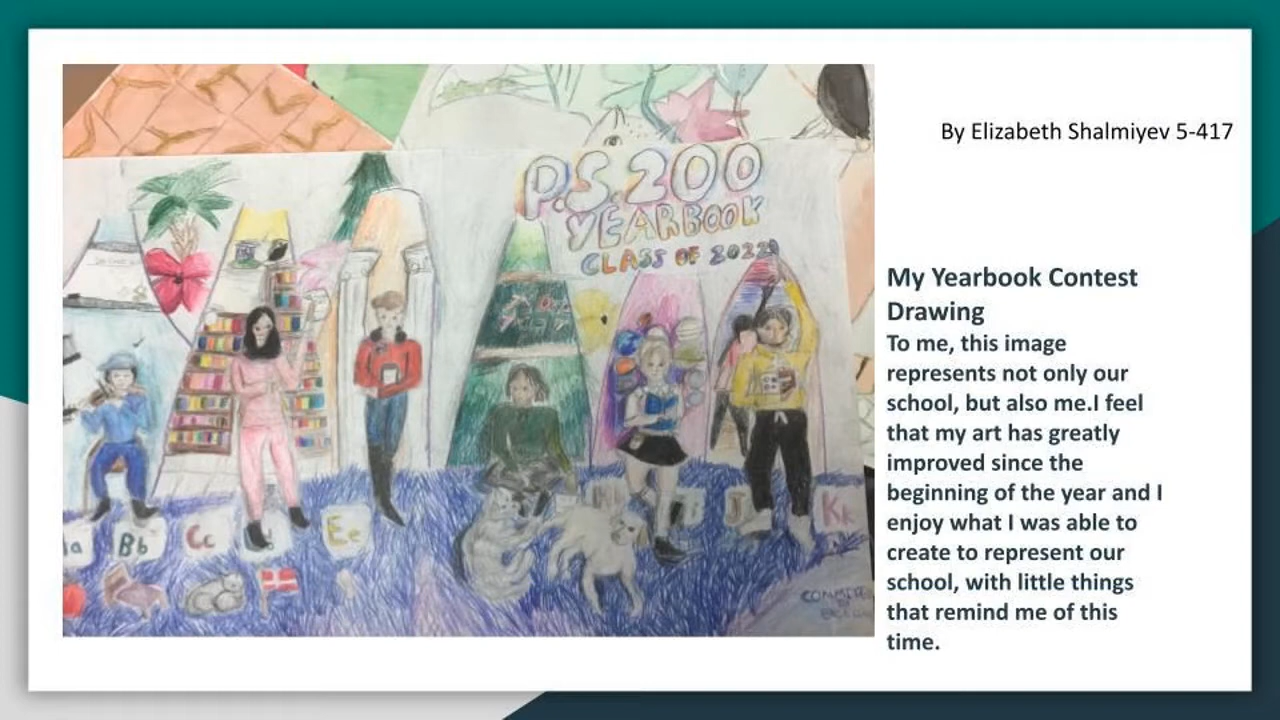 By Elizabeth Shalmiyev 5-417
P.S.200
YEARBOOK
CLASS OF 2022
My Yearbook Contest
Drawing
To me, this image
represents not only our
school, but also me.I feel
that my art has greatly
improved since the
beginning of the year and I
enjoy what I was able to
create to represent our
school, with little things
that remind me of this
time.
Bb Cc Ee Kk